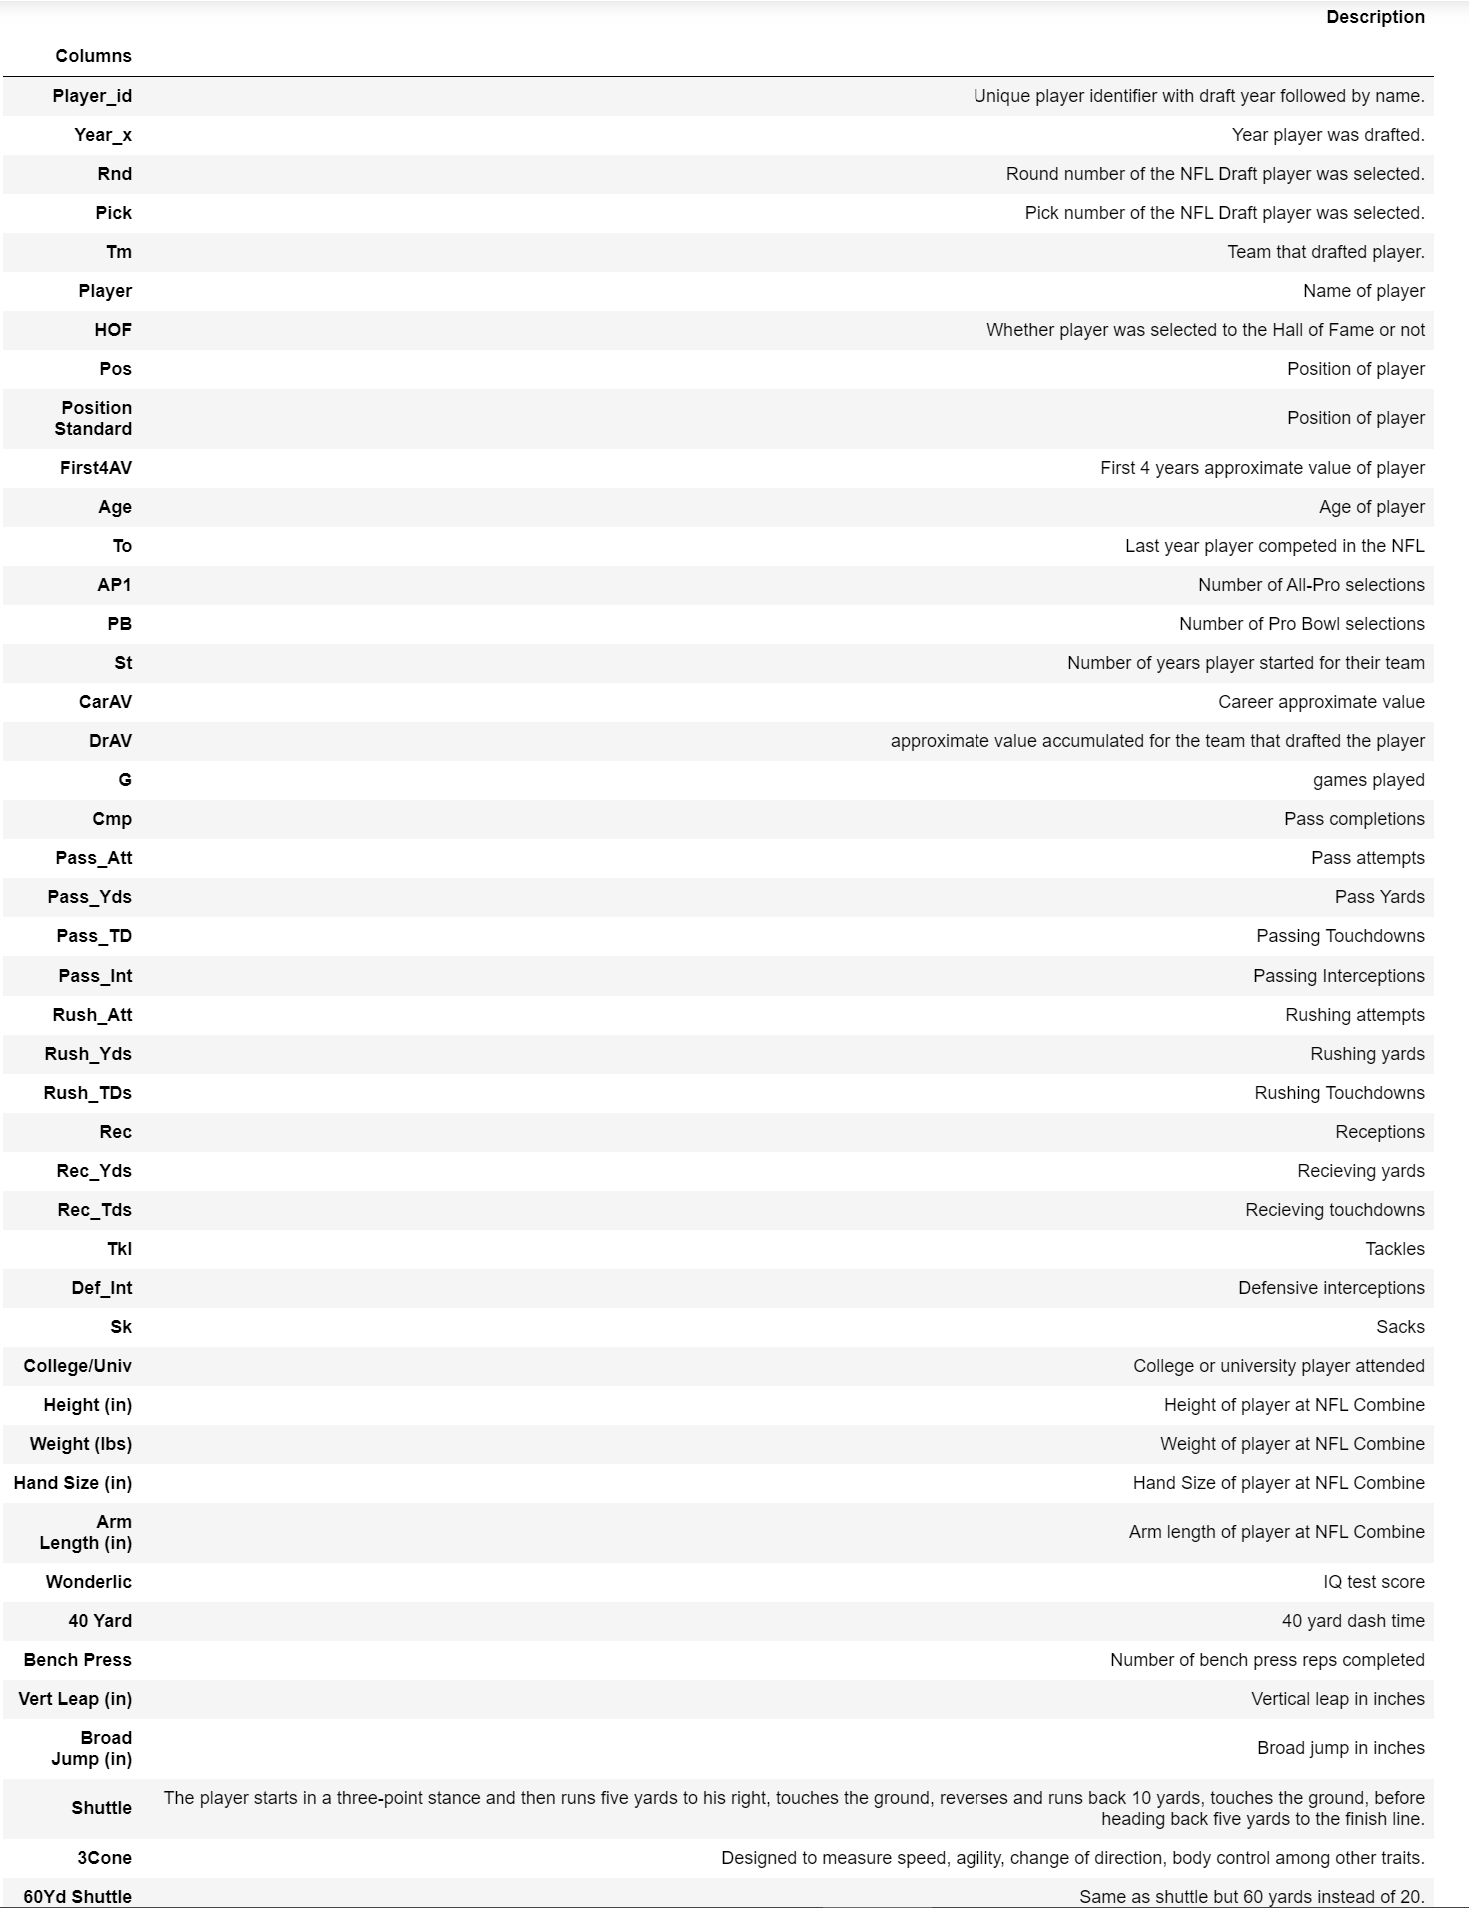 Description
Columns
Player_id Unique player identifier with draft year followed by name.
Year_x Year player was drafted.
Rnd Round number of the NFL Draft player was selected.
Pick Pick number of the NFL Draft player was selected.
Tm Team that drafted player.
Player Name of player
HOF Whether player was selected to the Hall of Fame or not
Pos Position of player
Position
Standard Position of player
First4AV First 4 years approximate value of player
Age Age of player
To Last year player competed in the NFL
AP1 Number of All-Pro selections
PB Number of Pro Bowl selections
St Number of years player started for their team
CarAV Career approximate value
DrAV approximate value accumulated for the team that drafted the player
G games played
Cmp Pass completions
Pass_Att Pass attempts
Pass_Yds Pass Yards
Pass_TD Passing Touchdowns
Pass_Int Passing Interceptions
Rush_Att Rushing attempts
Rush_Yds Rushing yards
Rush_TDs Rushing Touchdowns
Rec Receptions
Rec_Yds Recieving yards
Rec_Tds Recieving touchdowns
Tkl Tackles
Def_Int Defensive interceptions
Sk Sacks
College/Univ College or university player attended
Height (in) Height of player at NFL Combine
Weight (lbs) Weight of player at NFL Combine
Hand Size (in) Hand Size of player at NFL Combine
Arm
Length (in) Arm length of player at NFL Combine
Wonderlic IQ test score
40 Yard 40 yard dash time
Bench Press Number of bench press reps completed
Vert Leap (in) Vertical leap in inches
Broad
Jump (in) Broad jump in inches
Shuttle The player starts in a three-point stance and then runs five yards to his right, touches the ground, reverses and runs back 10 yards, touches the ground, before
heading back five yards to the finish line.
3Cone Designed to measure speed, agility, change of direction, body control among other traits.
60Yd Shuttle Same as shuttle but 60 yards instead of 20.